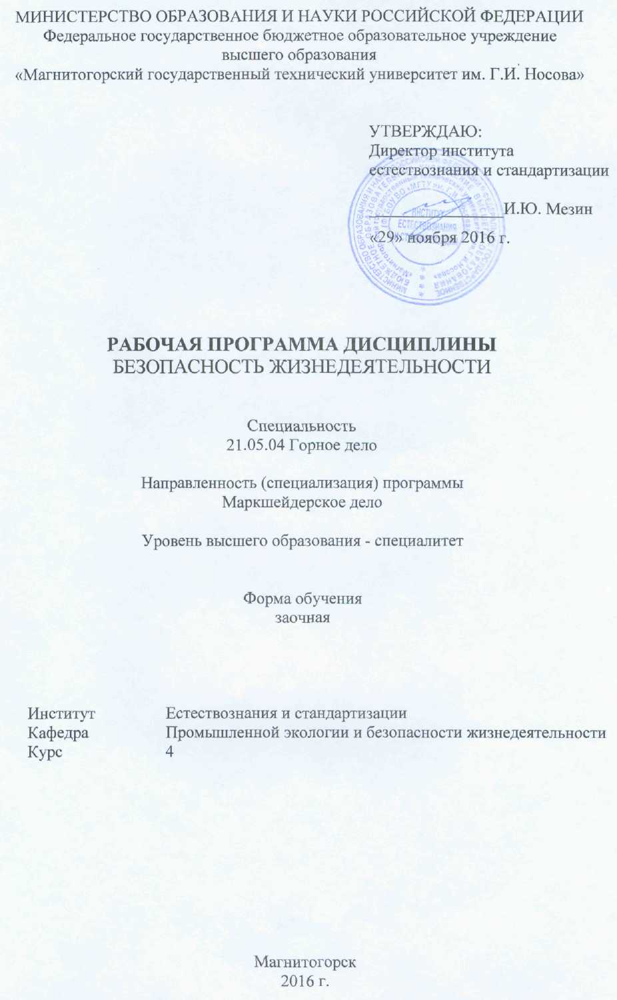 МИНИСТЕРСТВО ОБРАЗОВАНИЯ И НАУКИ РОССИЙСКОЙ ФЕДЕРАЦИИ
Федеральное государственное бюджетное образовательное учреждение
высшего образования
«Магнитогорский государственный технический университет им. Г.И. Носова»
УТВЕРЖДАЮ:
Директор института
естествознания и стандартизации
И.Ю. Мезин
«29» ноября 2016 г.
ИНСТИТУТ
ЕСТЕСТВОЗНАНИЯ
РАБОЧАЯ ПРОГРАММА ДИСЦИПЛИНЫ
БЕЗОПАСНОСТЬ ЖИЗНЕДЕЯТЕЛЬНОСТИ
Специальность
21.05.04 Горное дело
Направленность (специализация) программы
Маркшейдерское дело
Уровень высшего образования - специалитет
Форма обучения
заочная
Институт Естествознания и стандартизации
Кафедра Промышленной экологии и безопасности жизнедеятельности
Курс 4
Магнитогорск
2016 г.